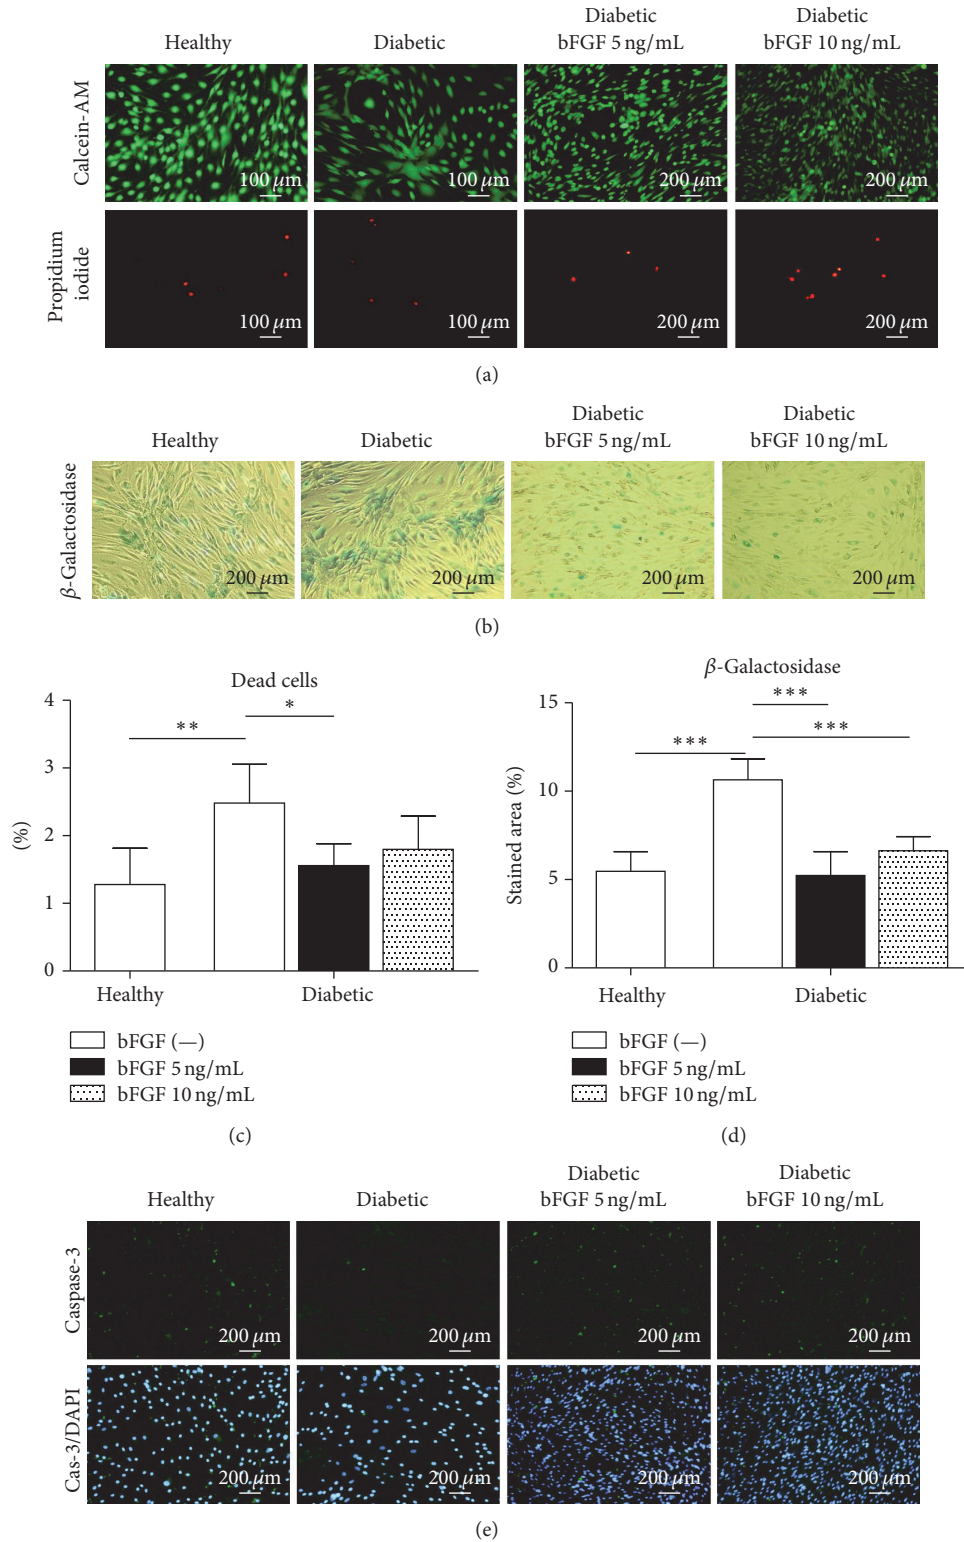 Healthy
Diabetic
Diabetic
bFGF 5 ng/mL
Diabetic
bFGF 10 ng/mL
Calcein-AM
100 μm
100 μm
200 μm
200 μm
Propidium
iodide
100 μm
100 μm
200 μm
200 μm
(a)
Healthy
Diabetic
Diabetic
bFGF 5 ng/mL
Diabetic
bFGF 10 ng/mL
β-Galactosidase
200 μm
200 μm
200 μm
200 μm
(b)
Dead cells
4
3
2
1
0
(%)
**
*
Healthy
Diabetic
bFGF (—)
bFGF 5 ng/mL
bFGF 10 ng/mL
(c)
β-Galactosidase
15
10
5
0
Stained area (%)
***
***
***
Healthy
Diabetic
bFGF (—)
bFGF 5 ng/mL
bFGF 10 ng/mL
(d)
Healthy
Diabetic
Diabetic
bFGF 5 ng/mL
Diabetic
bFGF 10 ng/mL
Caspase-3
200 μm
200 μm
200 μm
200 μm
Cas-3/DAPI
200 μm
200 μm
200 μm
200 μm
(e)